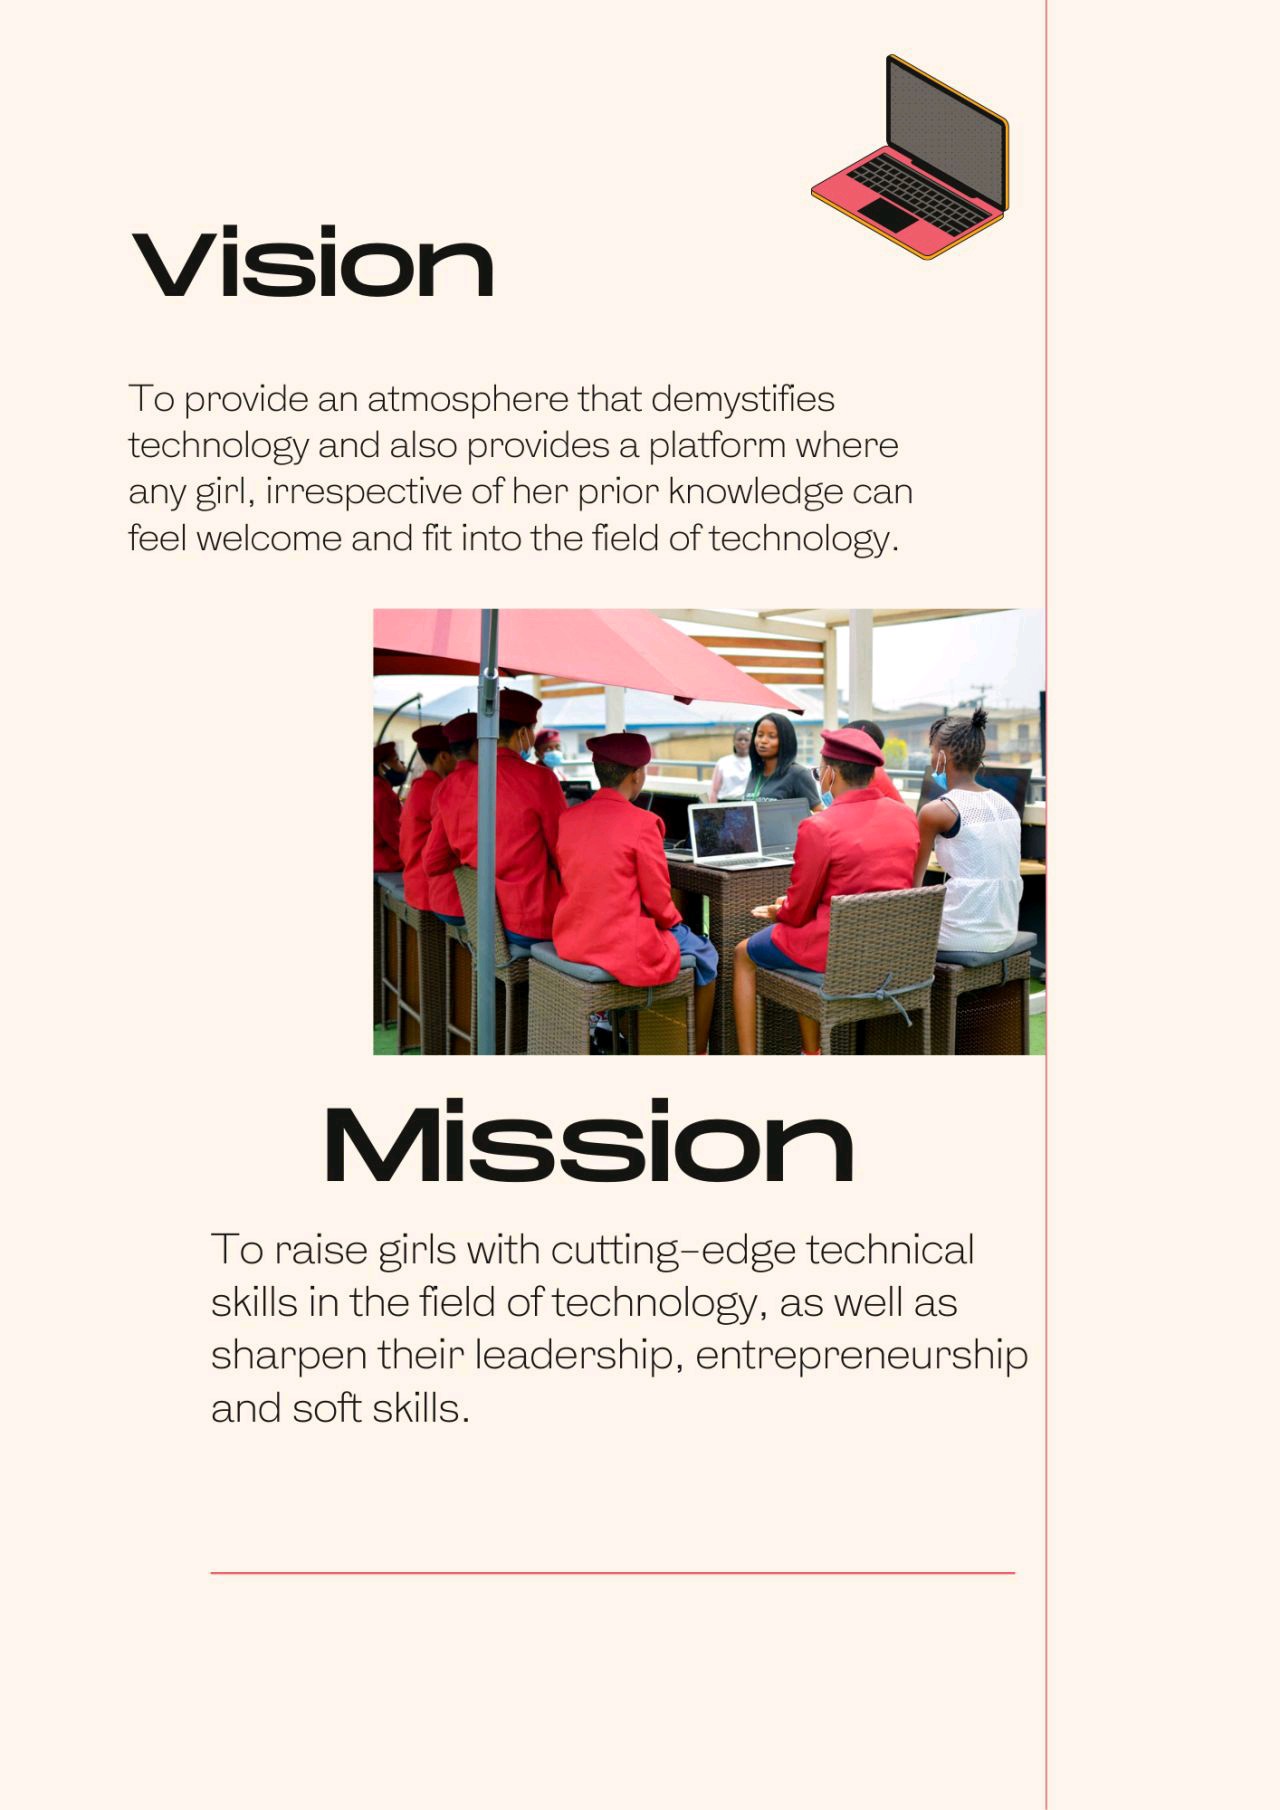 Vision
To provide an atmosphere that demystifies
technology and also provides a platform where
any girl, irrespective of her prior knowledge can
feel welcome and fit into the field of technology.
Mission
To raise girls with cutting-edge technical
skills in the field of technology, as well as
sharpen their leadership, entrepreneurship
and soft skills.